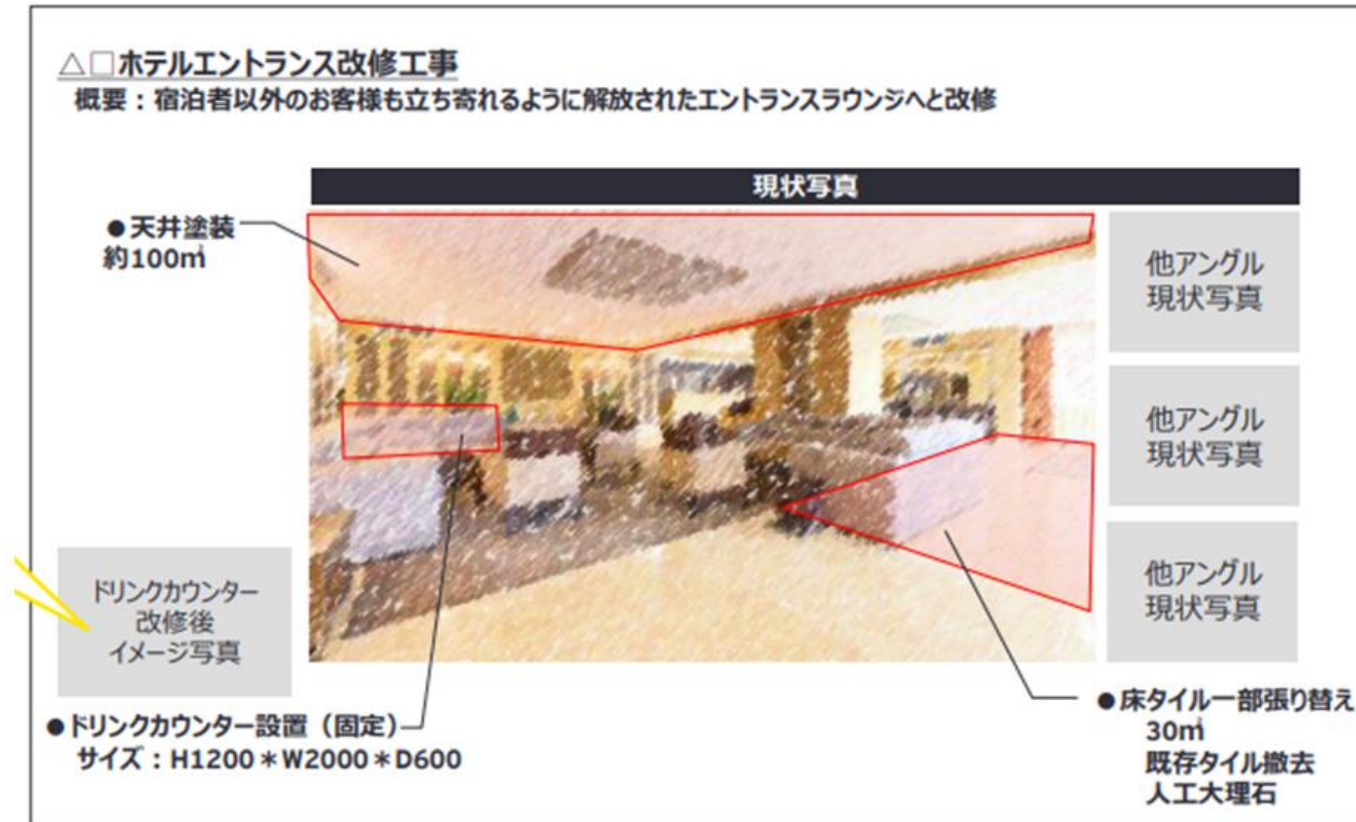 △□ホテルエントランス改修工事
概要：宿泊者以外のお客様も立ち寄れるように解放されたエントランスラウンジへと改修
現状写真
●天井塗装
約100㎡
他アングル
現状写真
他アングル
現状写真
他アングル
現状写真
ドリンクカウンター
改修後
イメージ写真
●ドリンクカウンター設置（固定）
サイズ：H1200＊W2000＊D600
●床タイル一部張り替え
30㎡
既存タイル撤去
人工大理石